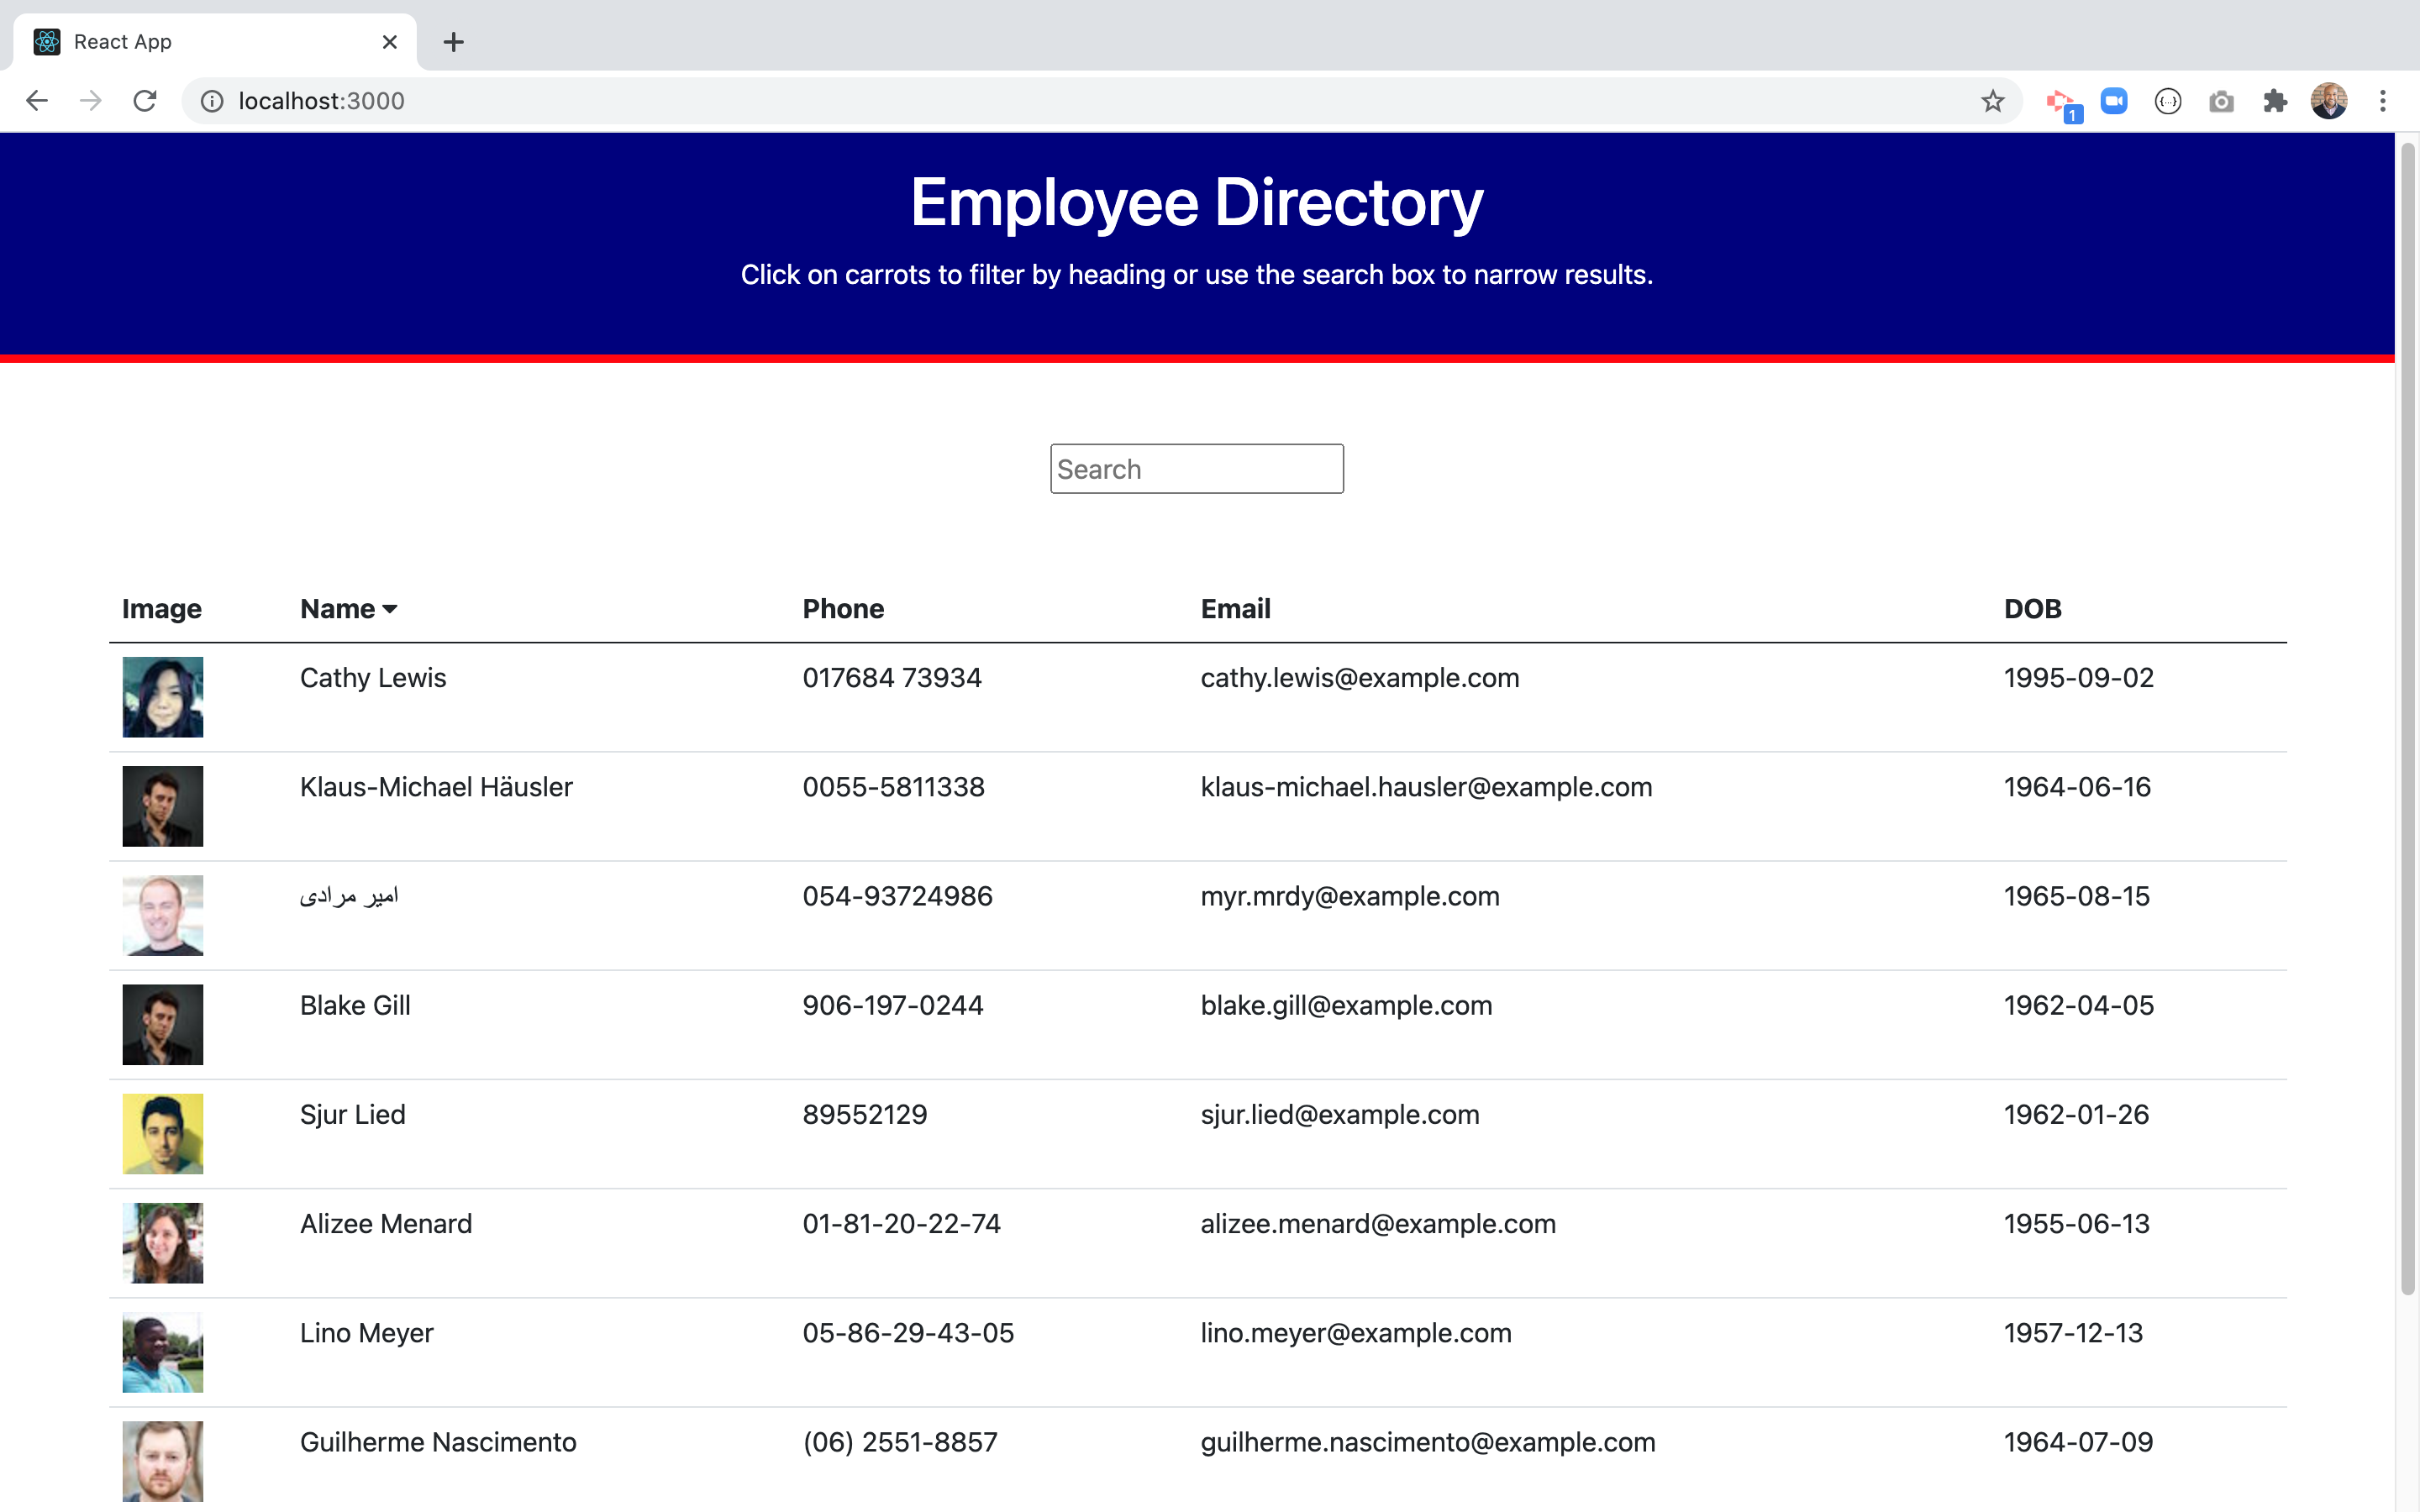 React App
localhost:3000
1
Employee Directory
Click on carrots to filter by heading or use the search box to narrow results.
Search
Image Name Phone Email DOB
Cathy Lewis 017684 73934 cathy.lewis@example.com 1995-09-02
Klaus-Michael Häusler 0055-5811338 klaus-michael.hausler@example.com 1964-06-16
امیر مرادی 054-93724986 myr.mrdy@example.com 1965-08-15
Blake Gill 906-197-0244 blake.gill@example.com 1962-04-05
Sjur Lied 89552129 sjur.lied@example.com 1962-01-26
Alizee Menard 01-81-20-22-74 alizee.menard@example.com 1955-06-13
Lino Meyer 05-86-29-43-05 lino.meyer@example.com 1957-12-13
Guilherme Nascimento (06) 2551-8857 guilherme.nascimento@example.com 1964-07-09